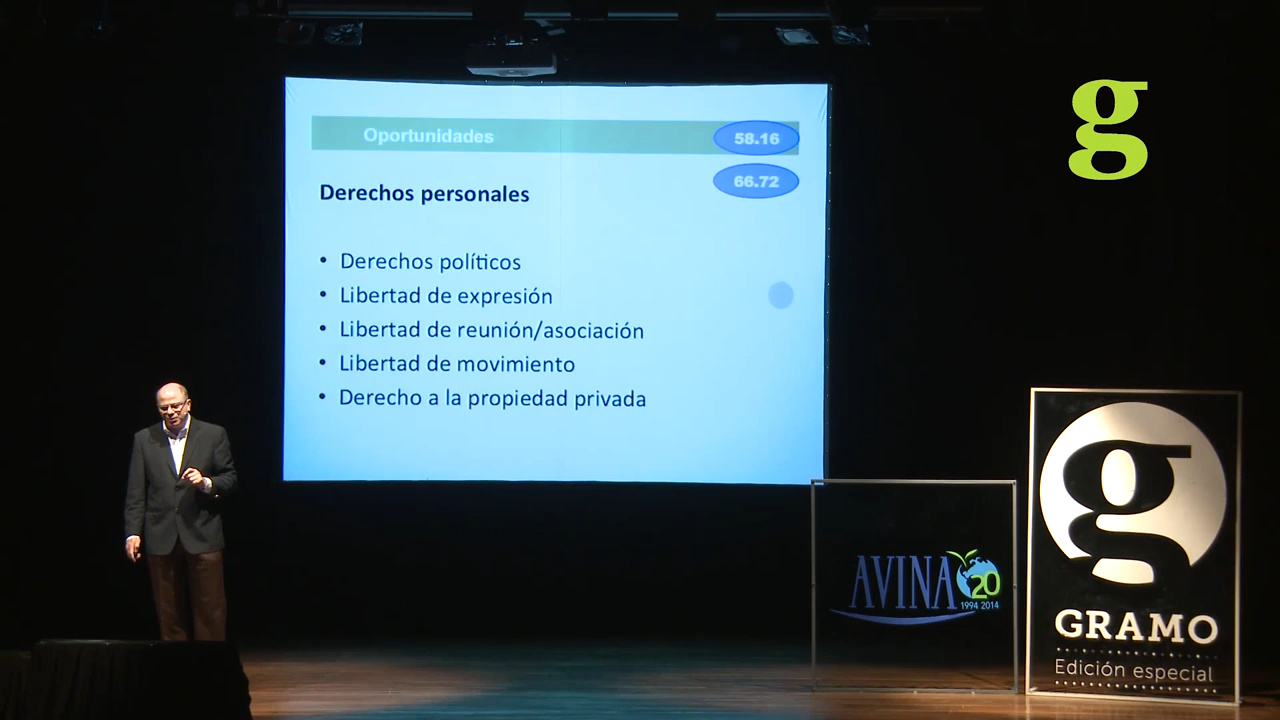 Oportunidades 58.16
66.72
Derechos personales
• Derechos políticos
• Libertad de expresión
• Libertad de reunión/asociación
• Libertad de movimiento
• Derecho a la propiedad privada
g
AVINA 20
1994 2014
g
GRAMO
Edición especial